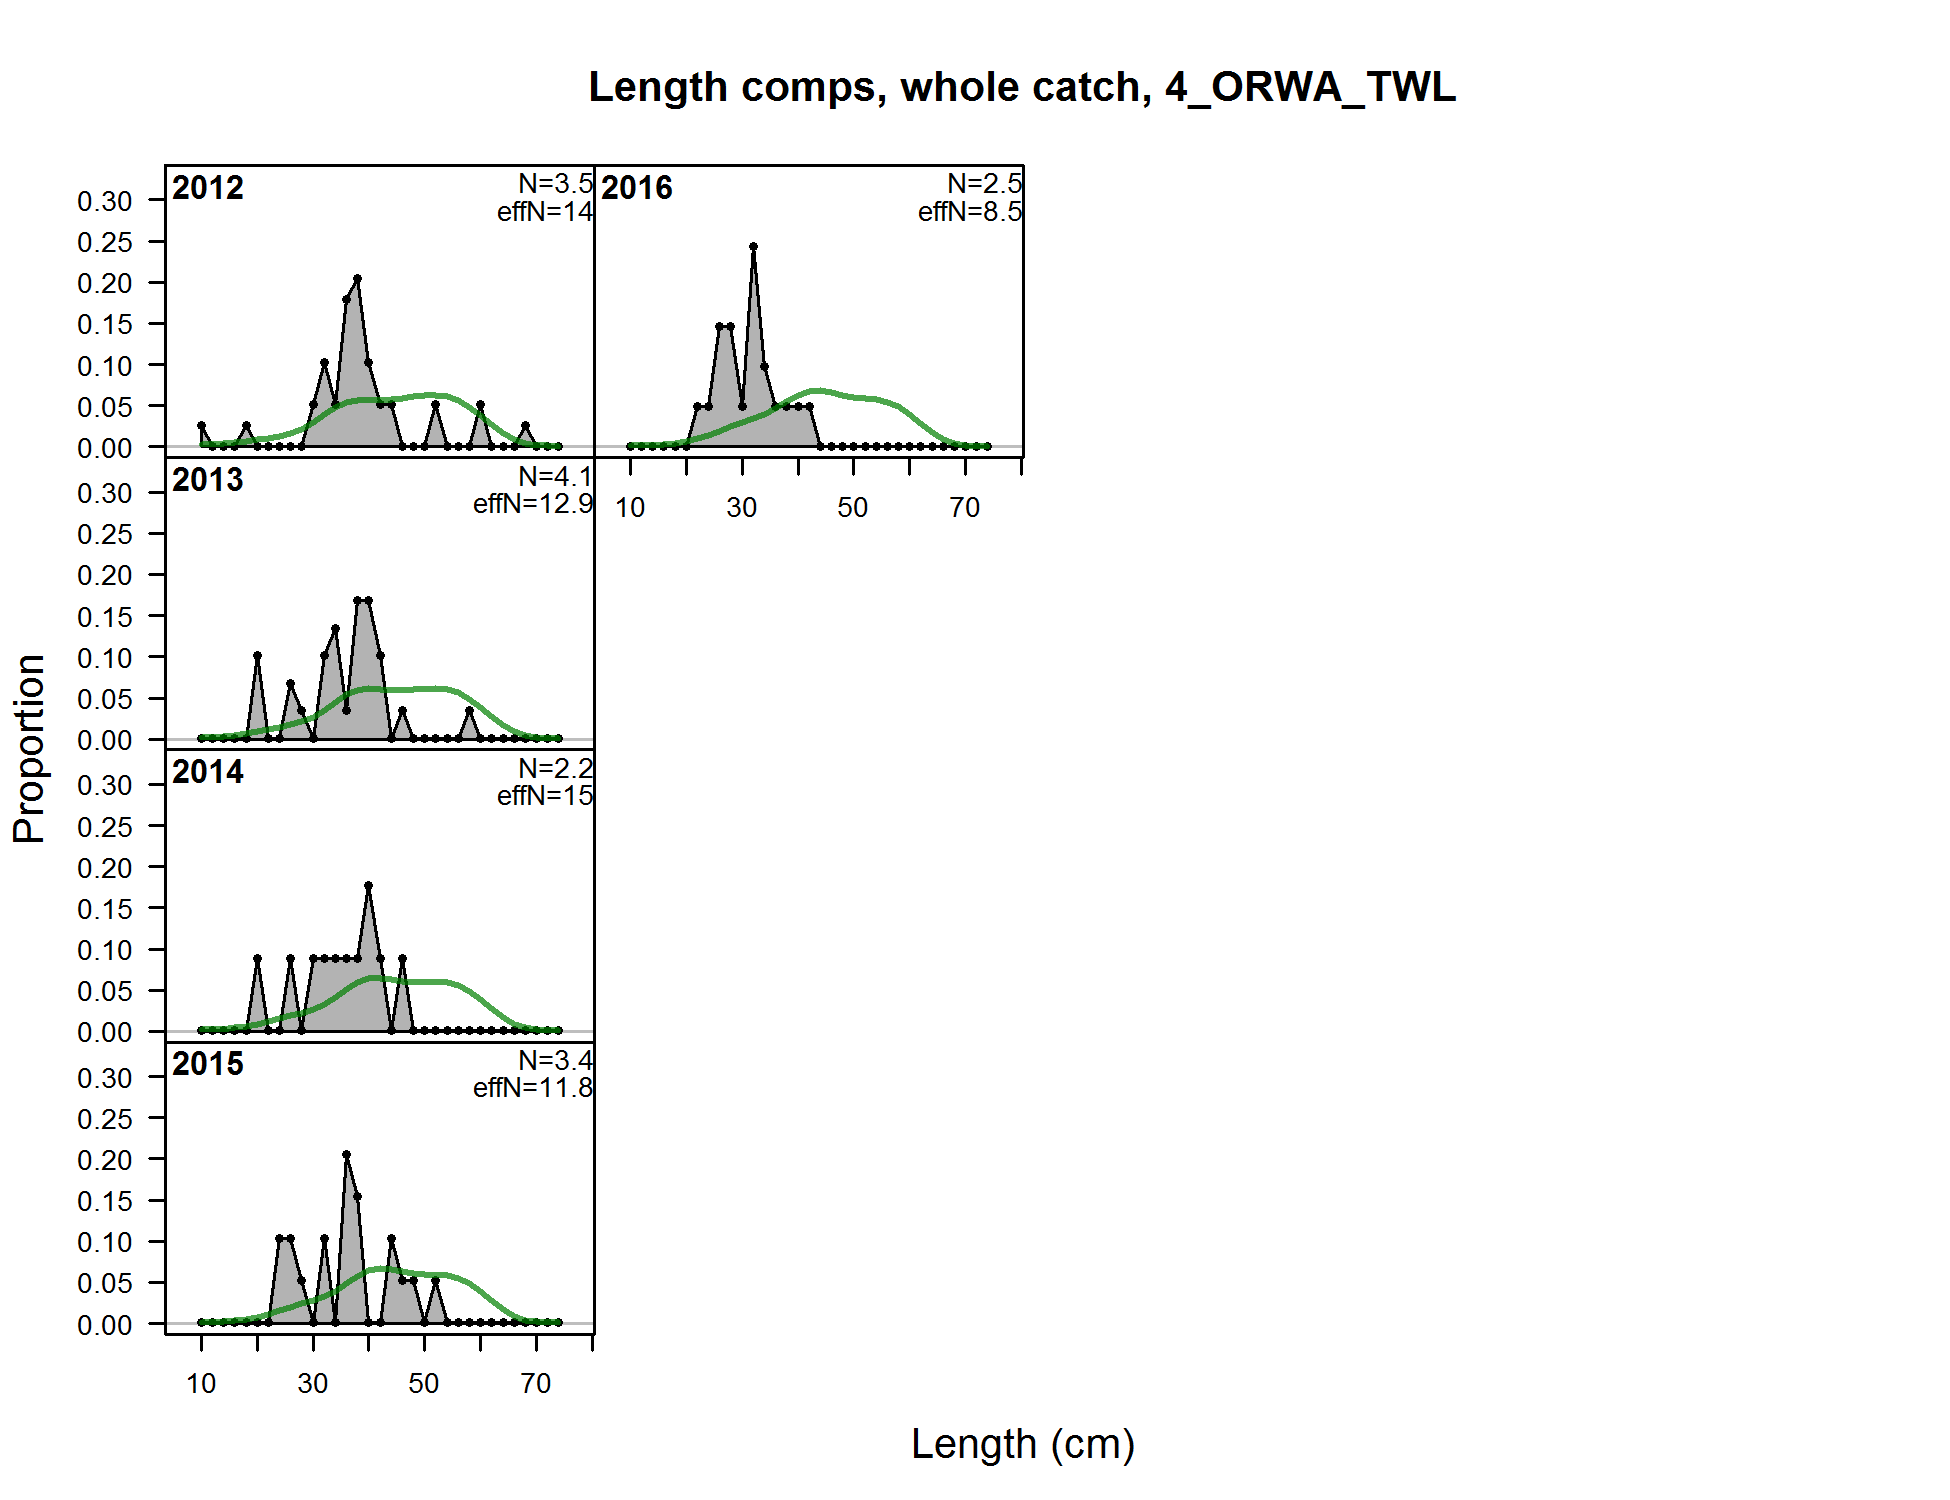 Length comps, whole catch, 4_ORWA_TWL
2012
N=3.5
effN=14
0.30
0.25
0.20
0.15
0.10
0.05
0.00
2016
N=2.5
effN=8.5
10 30 50 70
2013
N=4.1
effN=12.9
0.30
0.25
0.20
0.15
0.10
0.05
0.00
2014
N=2.2
effN=15
0.30
0.25
0.20
0.15
0.10
0.05
0.00
2015
N=3.4
effN=11.8
0.30
0.25
0.20
0.15
0.10
0.05
0.00
10 30 50 70
Proportion
Length (cm)